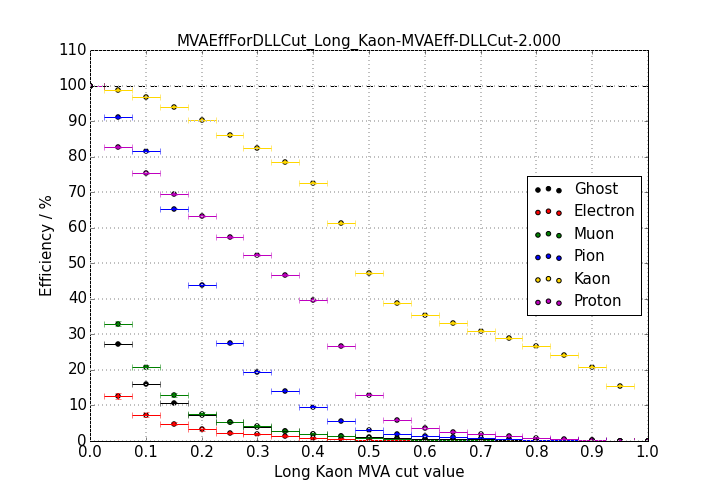 MVAEffForDLLCut_Long_Kaon-MVAEff-DLLCut-2.000
110
100
90
80
70
60
50
40
30
20
10
0
Efficiency / %
Ghost
Electron
Muon
Pion
Kaon
Proton
0.0 0.1 0.2 0.3 0.4 0.5 0.6 0.7 0.8 0.9 1.0
Long Kaon MVA cut value